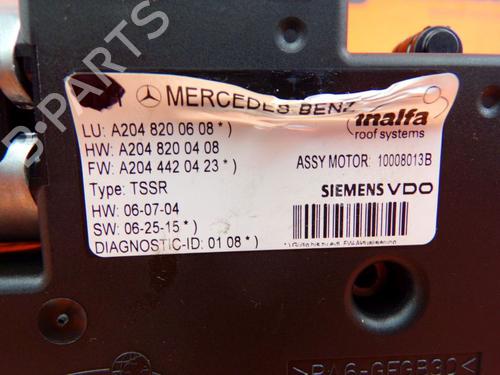 MERCEDES BENZ
LU: A204 820 06 08 *)
HW: A204 820 04 08
FW: A204 442 04 23 *)
Type: TSSR
HW: 06-07-04
SW: 06-25-15 *)
DIAGNOSTIC-ID: 01 08 *)
inalfa
roof systems
ASSY MOTOR: 10008013B
SIEMENS VDO
B-PARTS